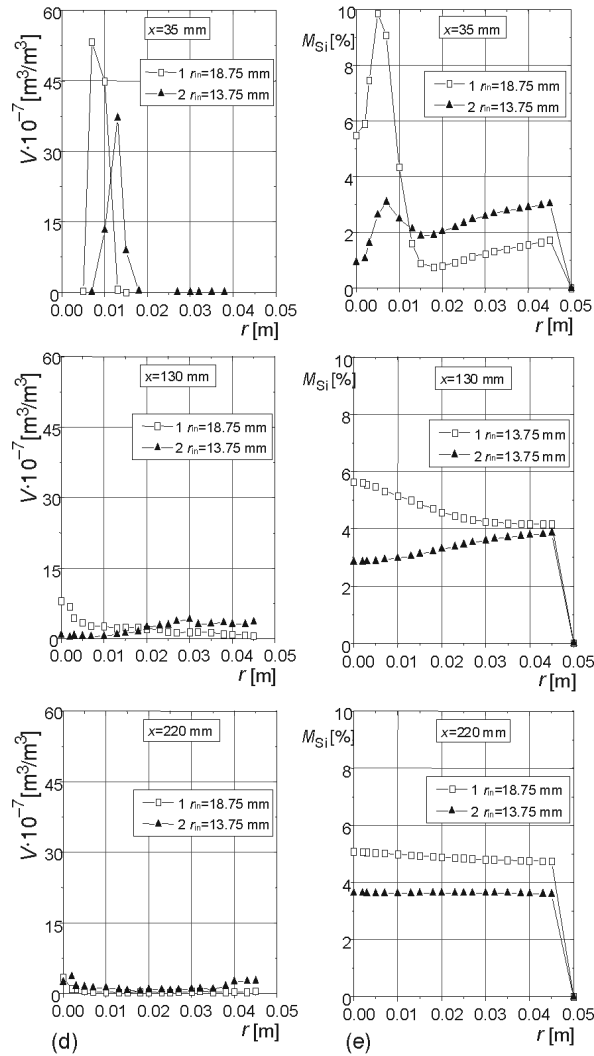 60
45
30
15
0
V·10⁻⁷ [m³/m³]
x=35 mm
1 rin=18.75 mm
2 rin=13.75 mm
0.00 0.01 0.02 0.03 0.04 0.05
r [m]
10
8
6
4
2
0
MSi [%]
x=35 mm
1 rin=18.75 mm
2 rin=13.75 mm
0.00 0.01 0.02 0.03 0.04 0.05
r [m]
60
45
30
15
0
V·10⁻⁷ [m³/m³]
x=130 mm
1 rin=18.75 mm
2 rin=13.75 mm
0.00 0.01 0.02 0.03 0.04 0.05
r [m]
10
8
6
4
2
0
MSi [%]
x=130 mm
1 rin=13.75 mm
2 rin=13.75 mm
0.00 0.01 0.02 0.03 0.04 0.05
r [m]
60
45
30
15
0
V·10⁻⁷ [m³/m³]
x=220 mm
1 rin=18.75 mm
2 rin=13.75 mm
0.00 0.01 0.02 0.03 0.04 0.05
r [m]
(d)
10
8
6
4
2
0
MSi [%]
x=220 mm
1 rin=18.75 mm
2 rin=13.75 mm
0.00 0.01 0.02 0.03 0.04 0.05
r [m]
(e)